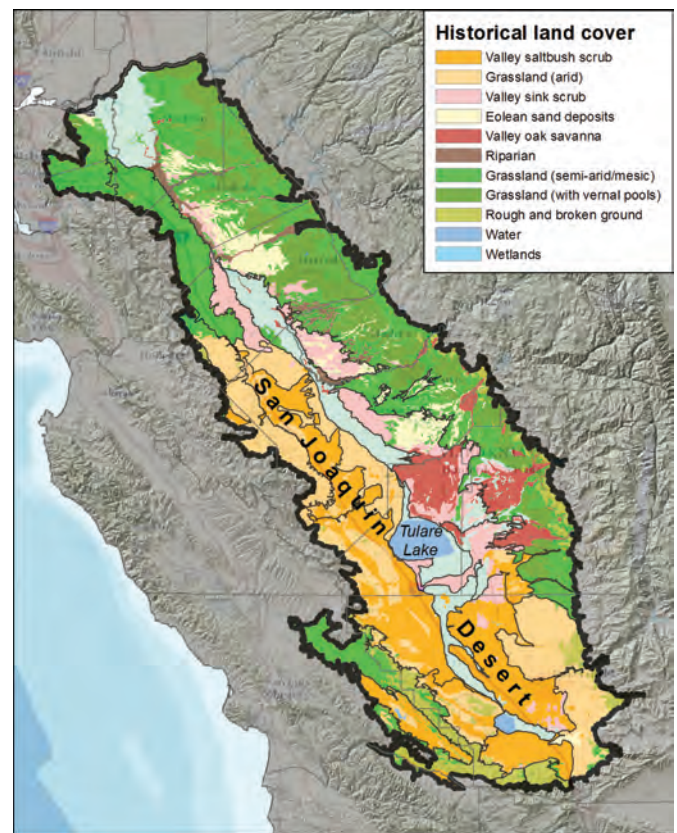 Historical land cover
Valley saltbush scrub
Grassland (arid)
Valley sink scrub
Eolean sand deposits
Valley oak savanna
Riparian
Grassland (semi-arid/mesic)
Grassland (with vernal pools)
Rough and broken ground
Water
Wetlands
San Joaquin
Tulare
Lake
Desert